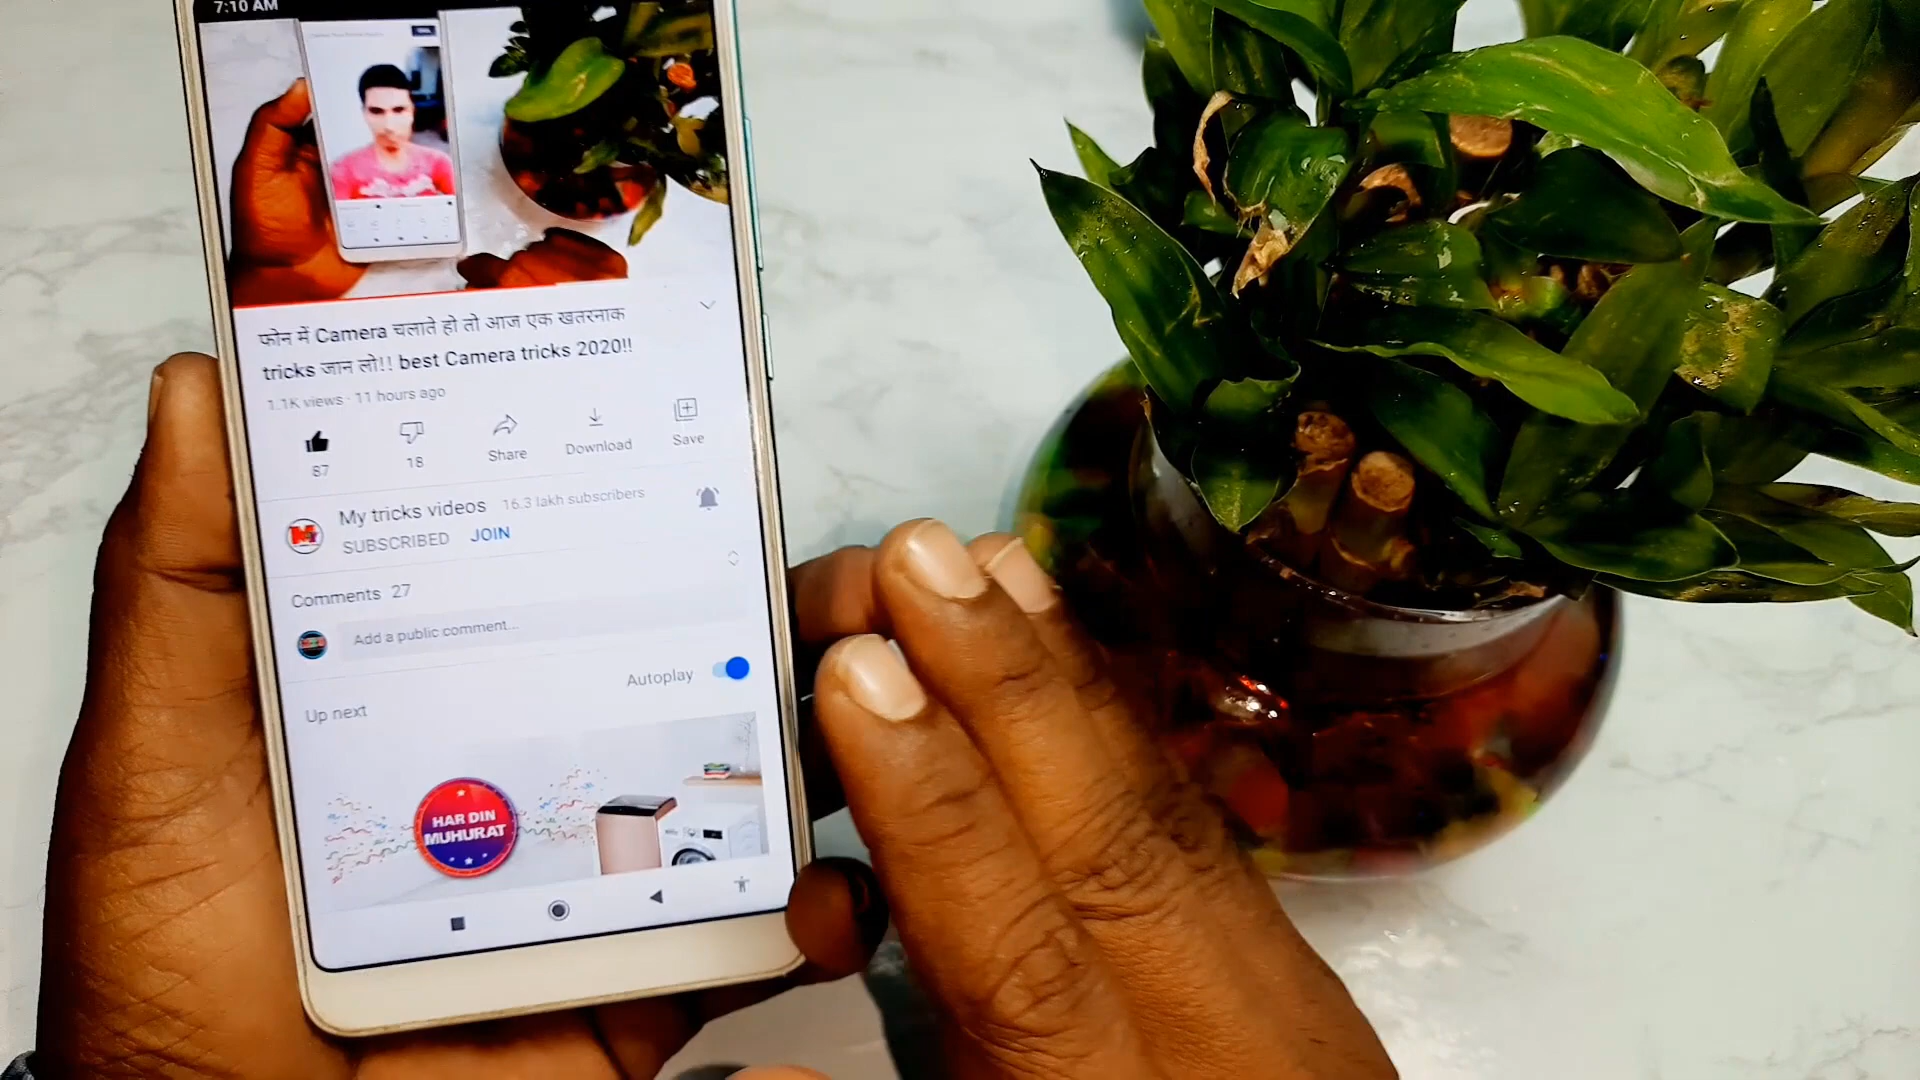 7:10 AM
फोन में Camera चलाते हो तो आज एक खतरनाक
tricks जान लो!! best Camera tricks 2020!!
1.1K views · 11 hours ago
87
18
Share
Download
Save
My tricks videos 16.3 lakh subscribers
SUBSCRIBED JOIN
Comments 27
Add a public comment...
Autoplay
Up next
HAR DIN
MUHURAT